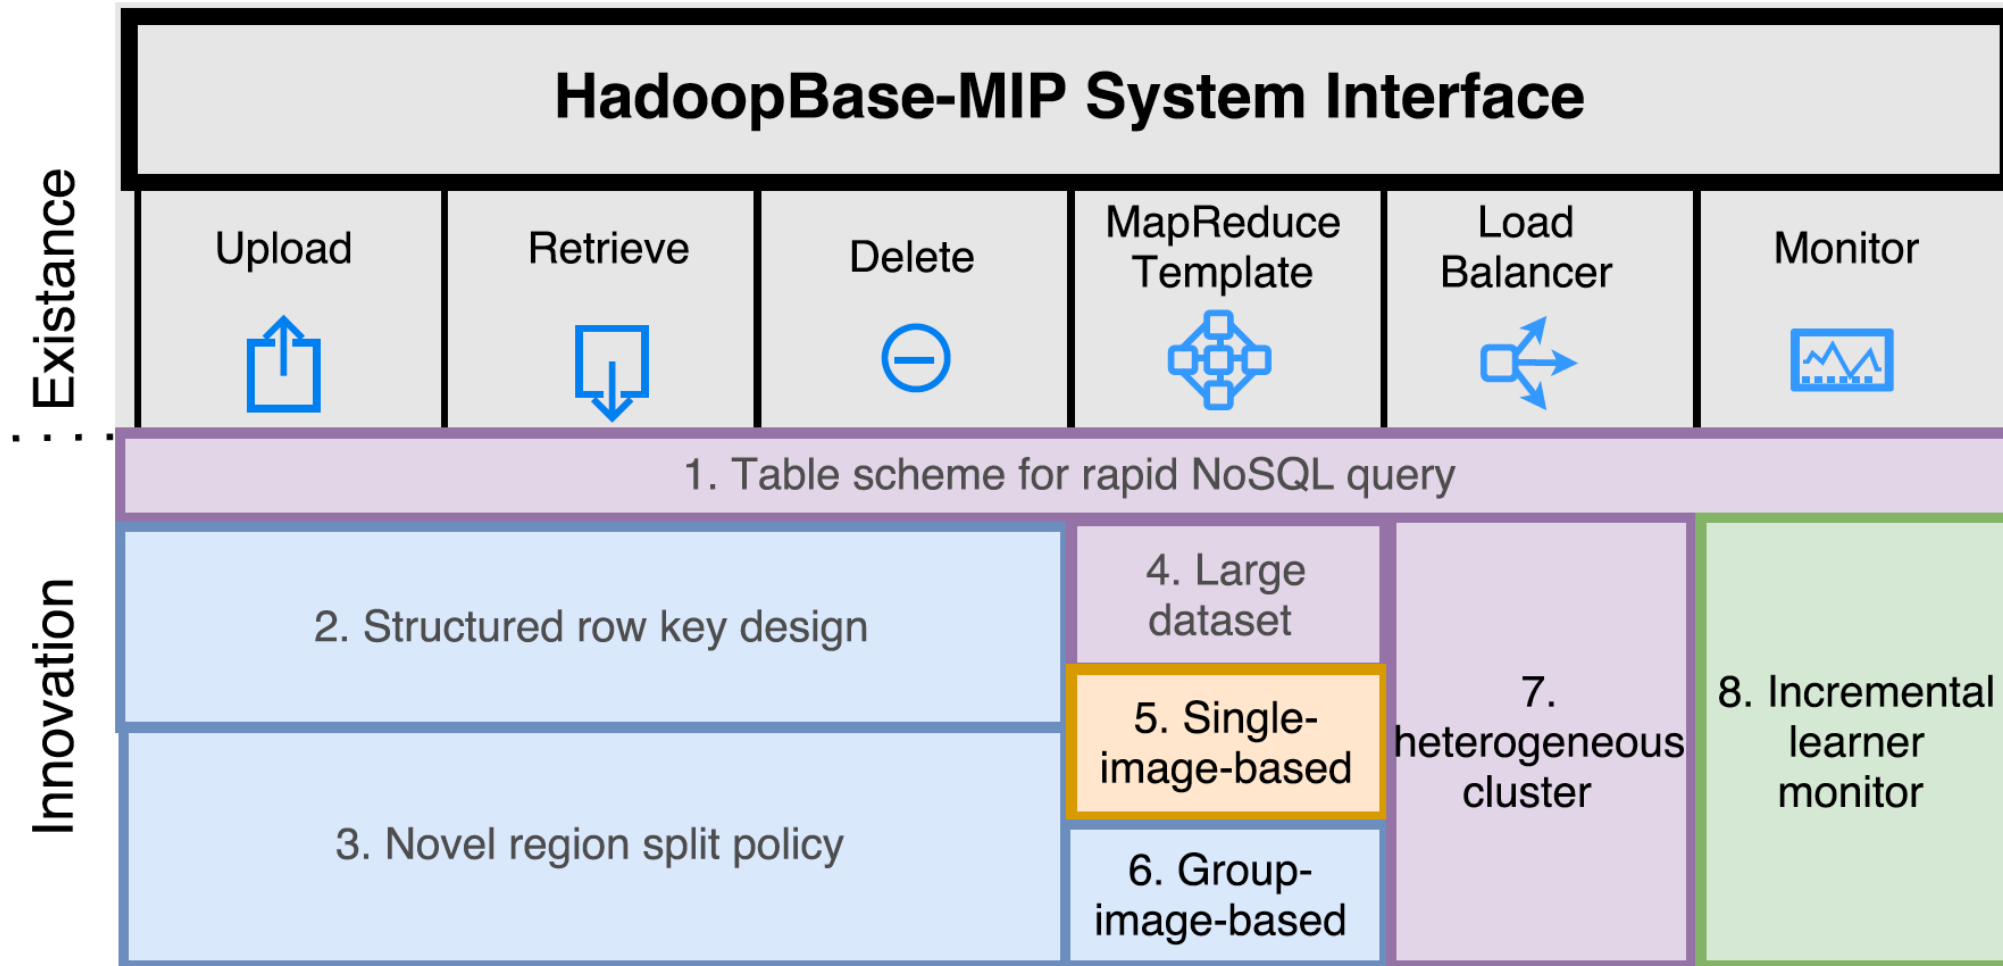 HadoopBase-MIP System Interface
Existance
Upload
Retrieve
Delete
MapReduce
Template
Load
Balancer
Monitor
Innovation
1. Table scheme for rapid NoSQL query
2. Structured row key design
3. Novel region split policy
4. Large
dataset
5. Single-
image-based
6. Group-
image-based
7.
heterogeneous
cluster
8. Incremental
learner
monitor